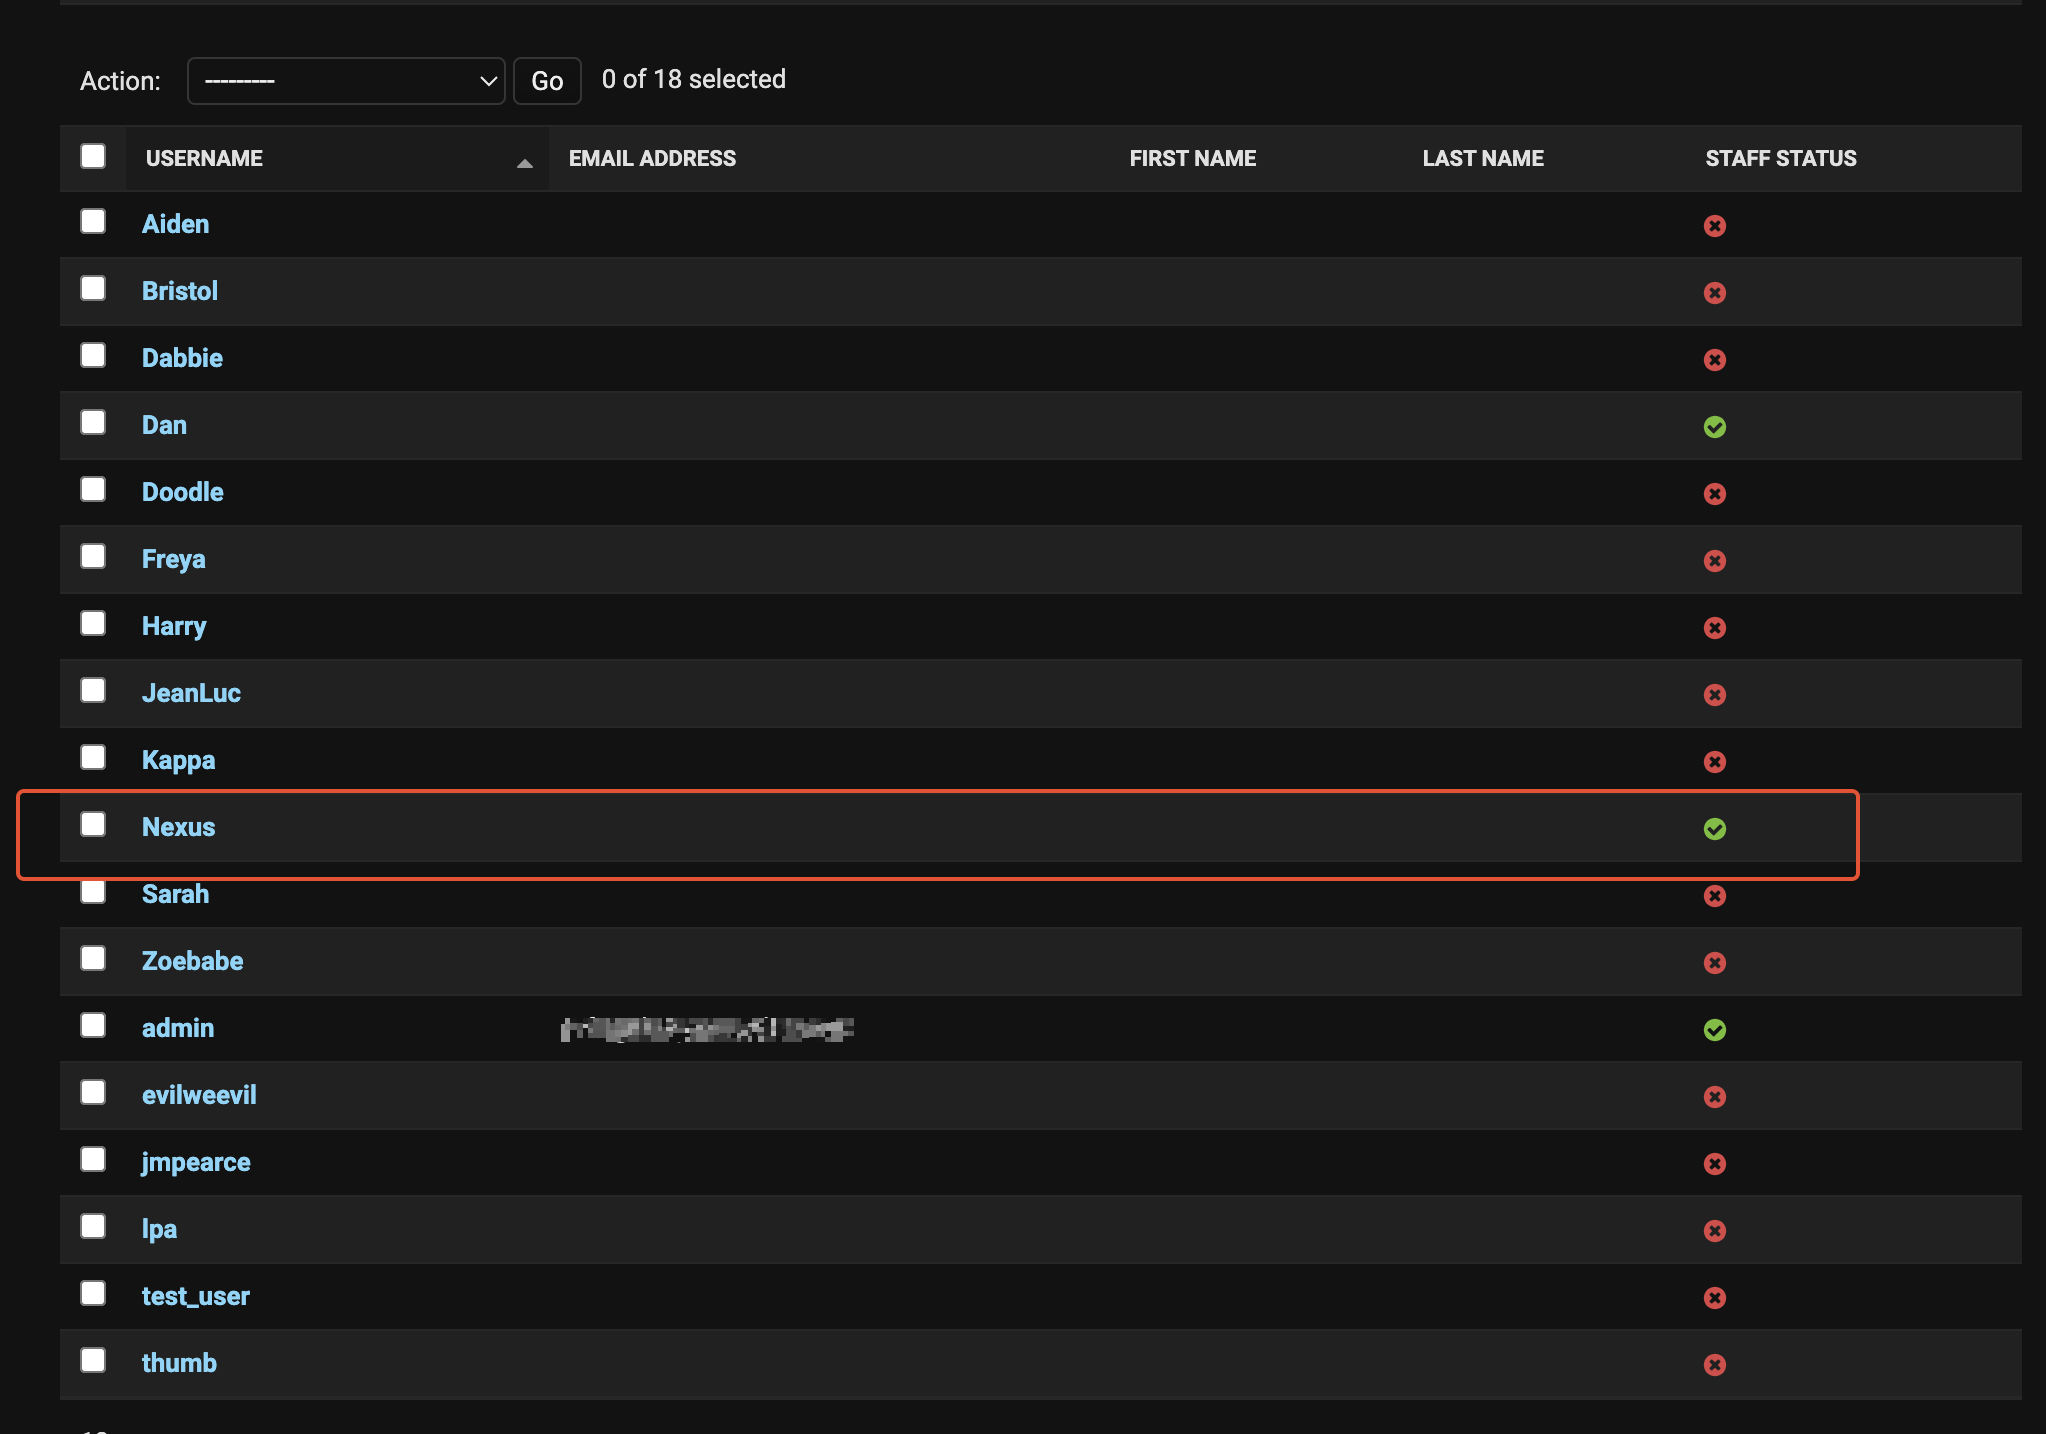 Action: --------- Go 0 of 18 selected
USERNAME EMAIL ADDRESS FIRST NAME LAST NAME STAFF STATUS
Aiden
Bristol
Dabbie
Dan
Doodle
Freya
Harry
JeanLuc
Kappa
Nexus
Sarah
Zoebabe
admin
evilweevil
jmpearce
lpa
test_user
thumb